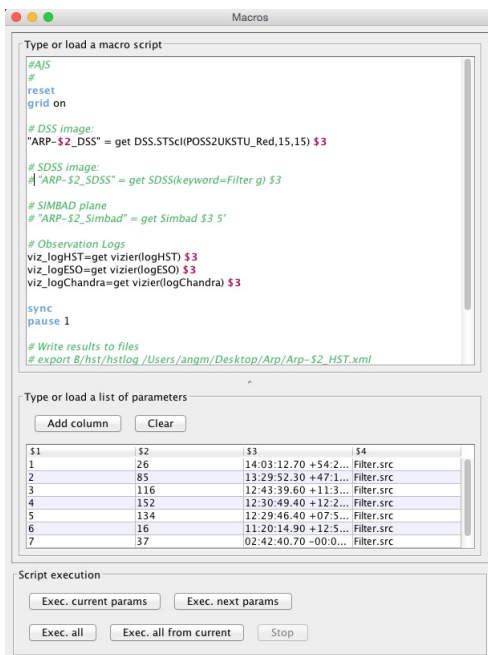 Macros
Type or load a macro script
#AJS
#
reset
grid on
# DSS image:
"ARP-$2_DSS" = get DSS.STScI(POSS2UKSTU_Red,15,15) $3
# SDSS image:
# "ARP-$2_SDSS" = get SDSS(keyword=Filter g) $3
# SIMBAD plane
# "ARP-$2_Simbad" = get Simbad $3 5'
# Observation Logs
viz_logHST=get vizier(logHST) $3
viz_logESO=get vizier(logESO) $3
viz_logChandra=get vizier(logChandra) $3
sync
pause 1
# Write results to files
# export B/hst/hstlog /Users/angm/Desktop/Arp/Arp-$2_HST.xml
Type or load a list of parameters
Add column Clear
$1 $2 $3 $4
1 26 14:03:12.70 +54:2... Filter.src
2 85 13:29:52.30 +47:1... Filter.src
3 116 12:43:39.60 +11:3... Filter.src
4 152 12:30:49.40 +12:2... Filter.src
5 134 12:29:46.40 +07:5... Filter.src
6 16 11:20:14.90 +12:5... Filter.src
7 37 02:42:40.70 -00:0... Filter.src
Script execution
Exec. current params Exec. next params
Exec. all Exec. all from current Stop